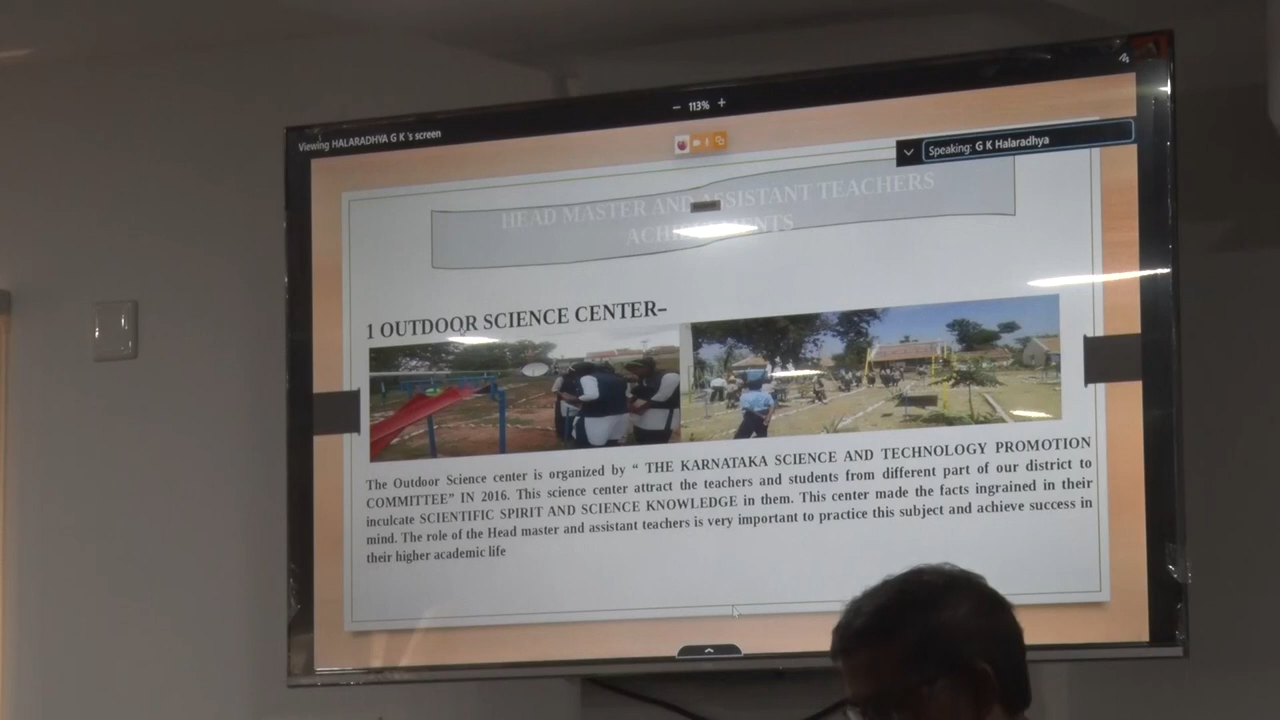 113%
Viewing HALARADHYA G K 's screen
Speaking: G K Halaradhya
HEAD MASTER AND ASSISTANT TEACHERS
1 OUTDOOR SCIENCE CENTER–
The Outdoor Science center is organized by “ THE KARNATAKA SCIENCE AND TECHNOLOGY PROMOTION
COMMITTEE” IN 2016. This science center attract the teachers and students from different part of our district to
inculcate SCIENTIFIC SPIRIT AND SCIENCE KNOWLEDGE in them. This center made the facts ingrained in their
mind. The role of the Head master and assistant teachers is very important to practice this subject and achieve success in
their higher academic life